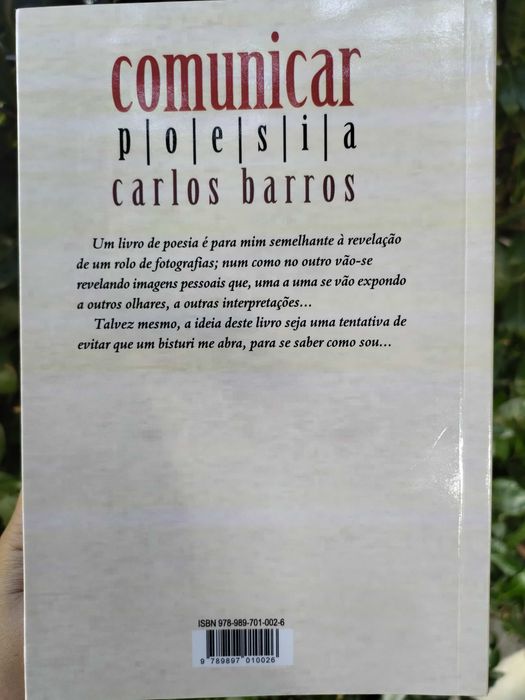 comunicar
p|o|e|s|i|a
carlos barros
Um livro de poesia é para mim semelhante à revelação
de um rolo de fotografias; num como no outro vão-se
revelando imagens pessoais que, uma a uma se vão expondo
a outros olhares, a outras interpretações...
Talvez mesmo, a ideia deste livro seja uma tentativa de
evitar que um bisturi me abra, para se saber como sou...
ISBN 978-989-701-002-6
9 789897 010026